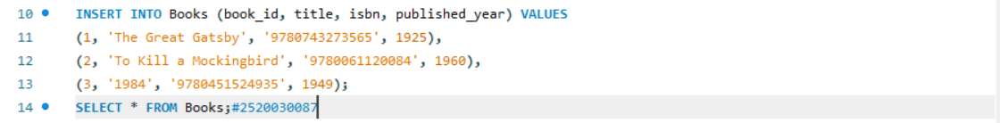 10 INSERT INTO Books (book_id, title, isbn, published_year) VALUES
11 (1, 'The Great Gatsby', '9780743273565', 1925),
12 (2, 'To Kill a Mockingbird', '9780061120084', 1960),
13 (3, '1984', '9780451524935', 1949);
14 SELECT * FROM Books;#2520030087